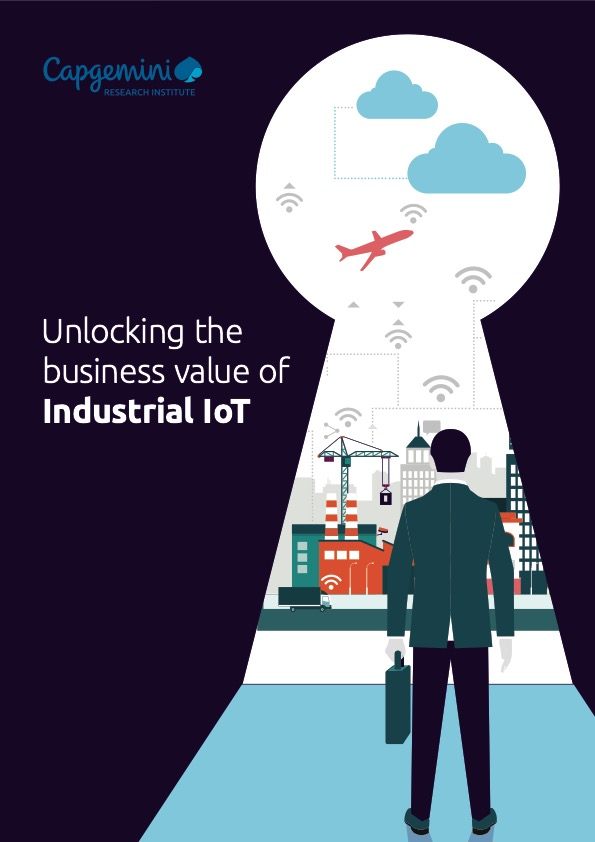 Capgemini
RESEARCH INSTITUTE
Unlocking the
business value of
Industrial IoT